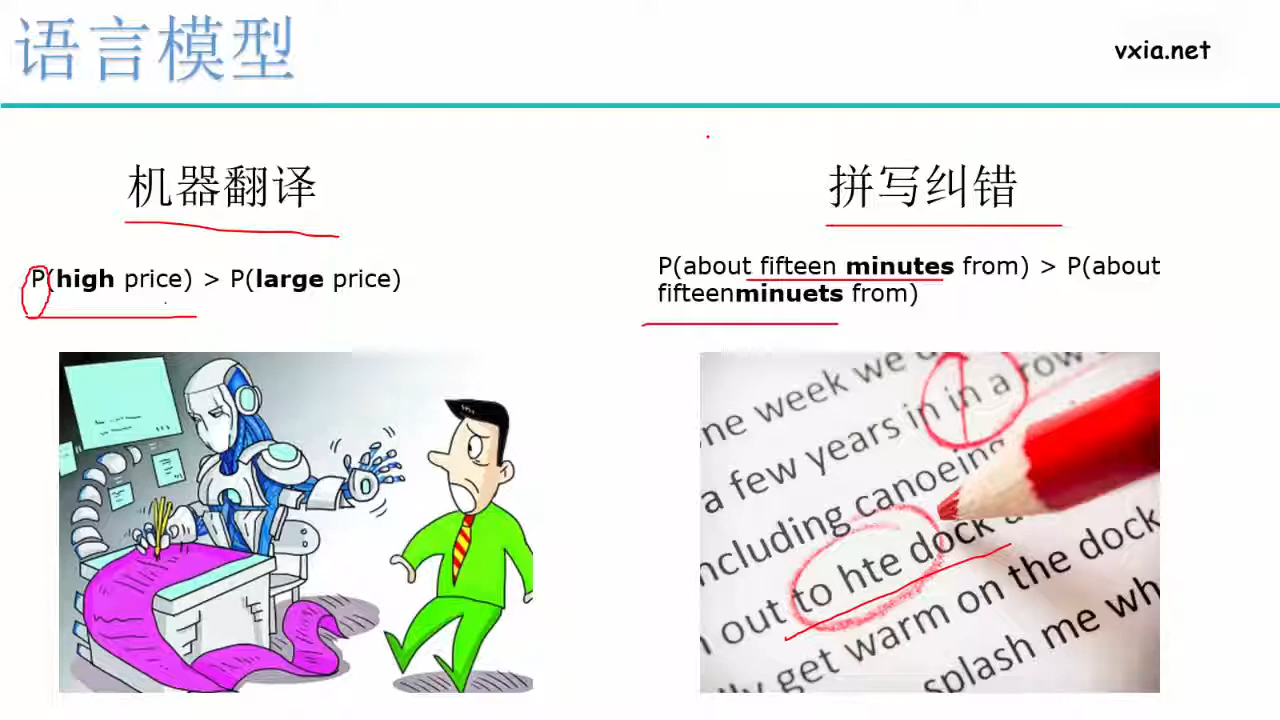 语言模型
vxia.net
机器翻译
P(high price) > P(large price)
拼写纠错
P(about fifteen minutes from) > P(about
fifteenminuets from)
ne week we
a few years in in a row
ncluding canoeing
out to hte dock
get warm on the dock
splash me wh